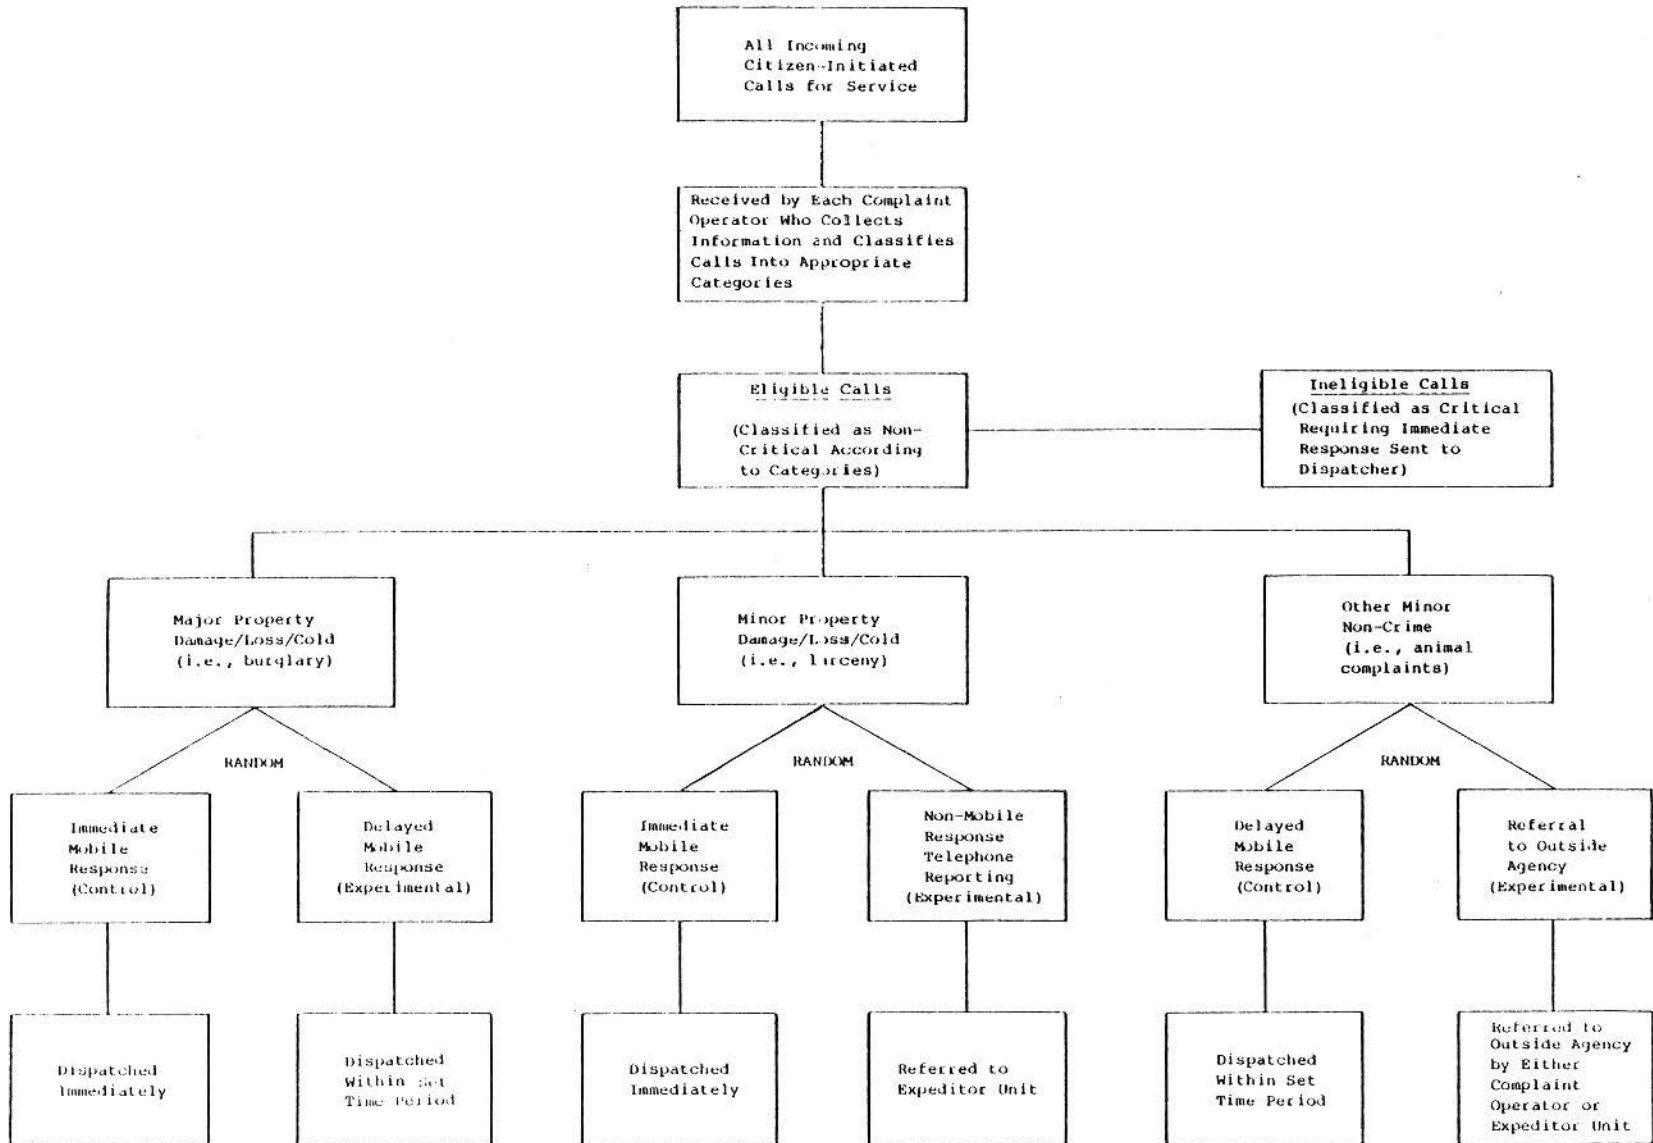 All Incoming
Citizen-Initiated
Calls for Service
Received by Each Complaint
Operator Who Collects
Information and Classifies
Calls Into Appropriate
Categories
Eligible Calls
(Classified as Non-
Critical According
to Categories)
Ineligible Calls
(Classified as Critical
Requiring Immediate
Response Sent to
Dispatcher)
Major Property
Damage/Loss/Cold
(i.e., burglary)
Minor Property
Damage/Loss/Cold
(i.e., larceny)
Other Minor
Non-Crime
(i.e., animal
complaints)
RANDOM
RANDOM
RANDOM
Immediate
Mobile
Response
(Control)
Delayed
Mobile
Response
(Experimental)
Immediate
Mobile
Response
(Control)
Non-Mobile
Response
Telephone
Reporting
(Experimental)
Delayed
Mobile
Response
(Control)
Referral
to Outside
Agency
(Experimental)
Dispatched
Immediately
Dispatched
Within Set
Time Period
Dispatched
Immediately
Referred to
Expeditor Unit
Dispatched
Within Set
Time Period
Referred to
Outside Agency
by Either
Complaint
Operator or
Expeditor Unit